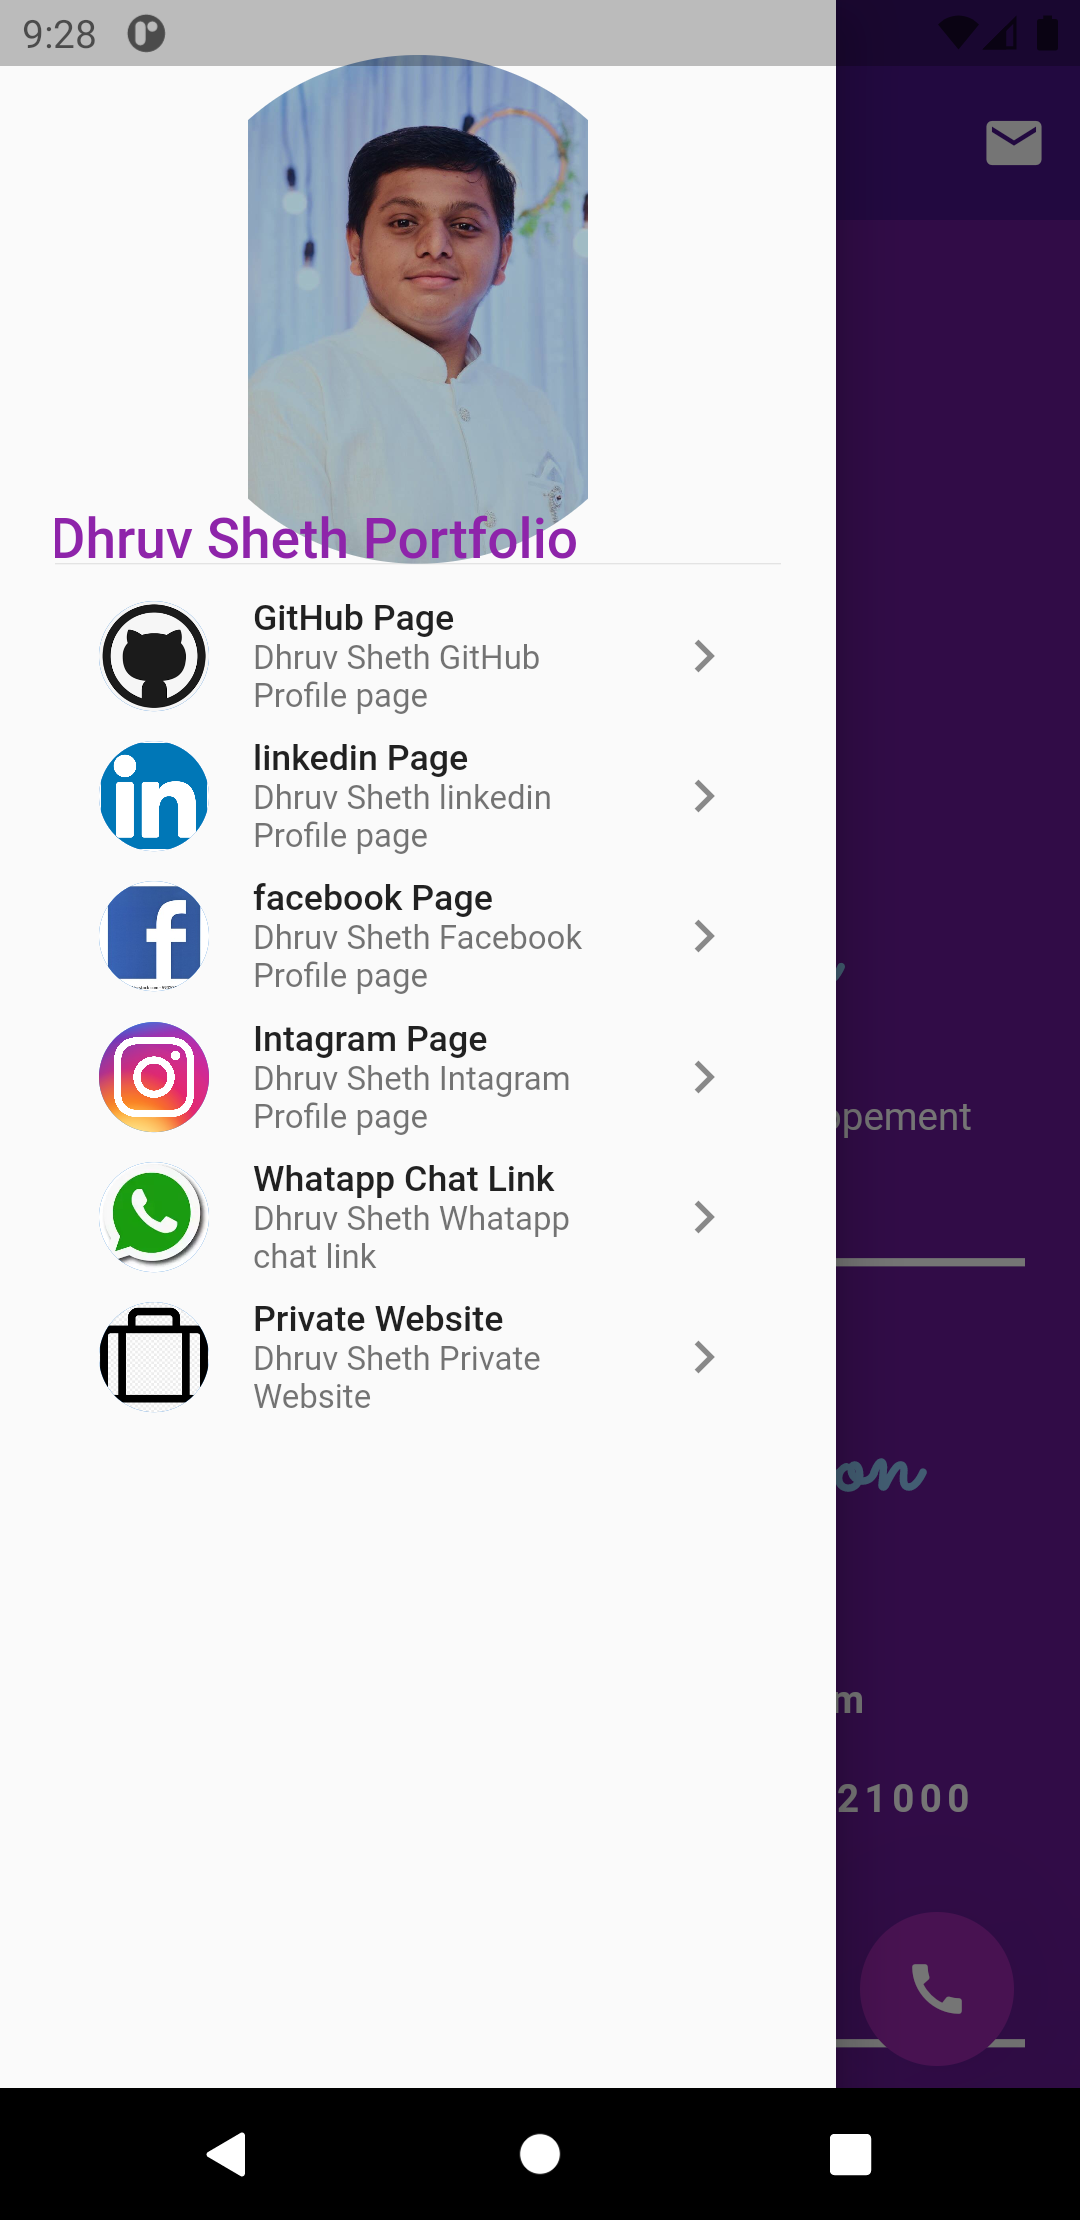 9:28
Dhruv Sheth Portfolio
GitHub Page
Dhruv Sheth GitHub
Profile page
linkedin Page
Dhruv Sheth linkedin
Profile page
facebook Page
Dhruv Sheth Facebook
Profile page
Intagram Page
Dhruv Sheth Intagram
Profile page
Whatapp Chat Link
Dhruv Sheth Whatapp
chat link
Private Website
Dhruv Sheth Private
Website
opement
on
m
21000